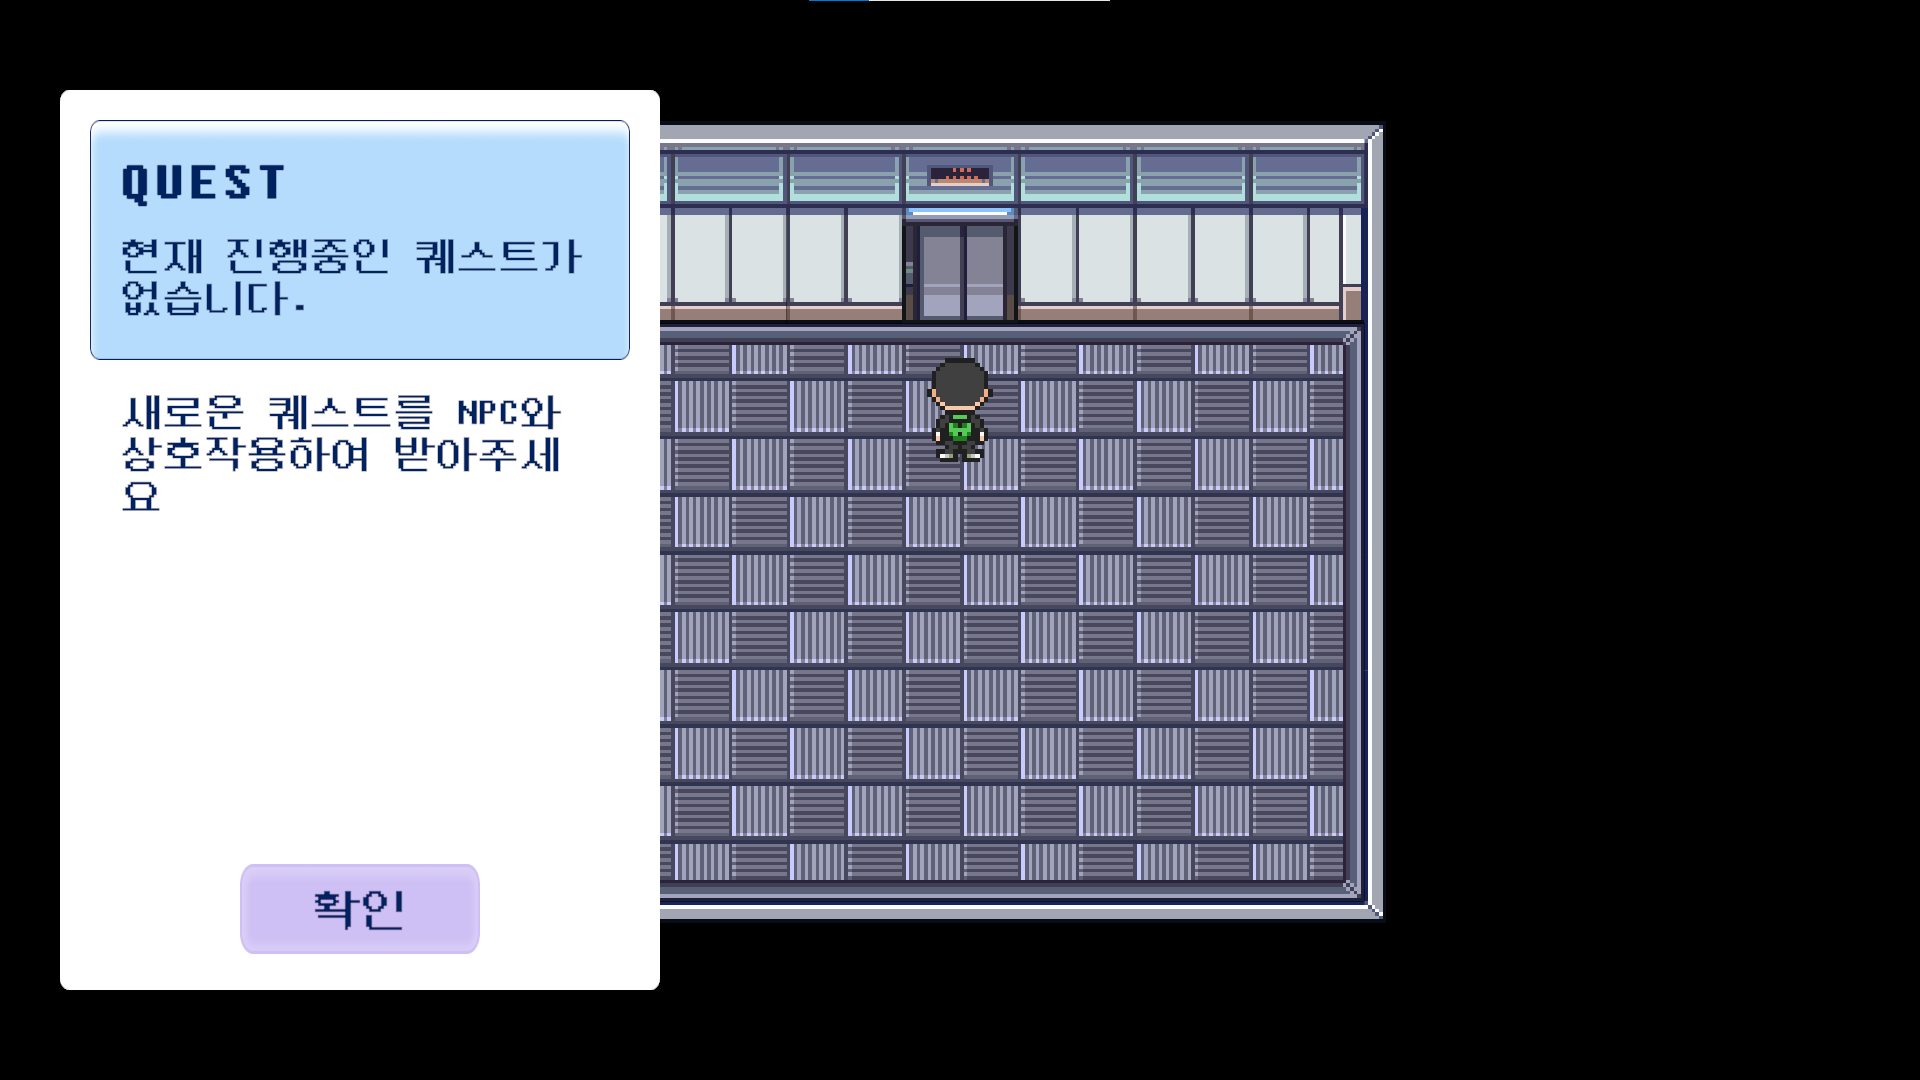 QUEST
현재 진행중인 퀘스트가
없습니다.
새로운 퀘스트를 NPC와
상호작용하여 받아주세
요
확인